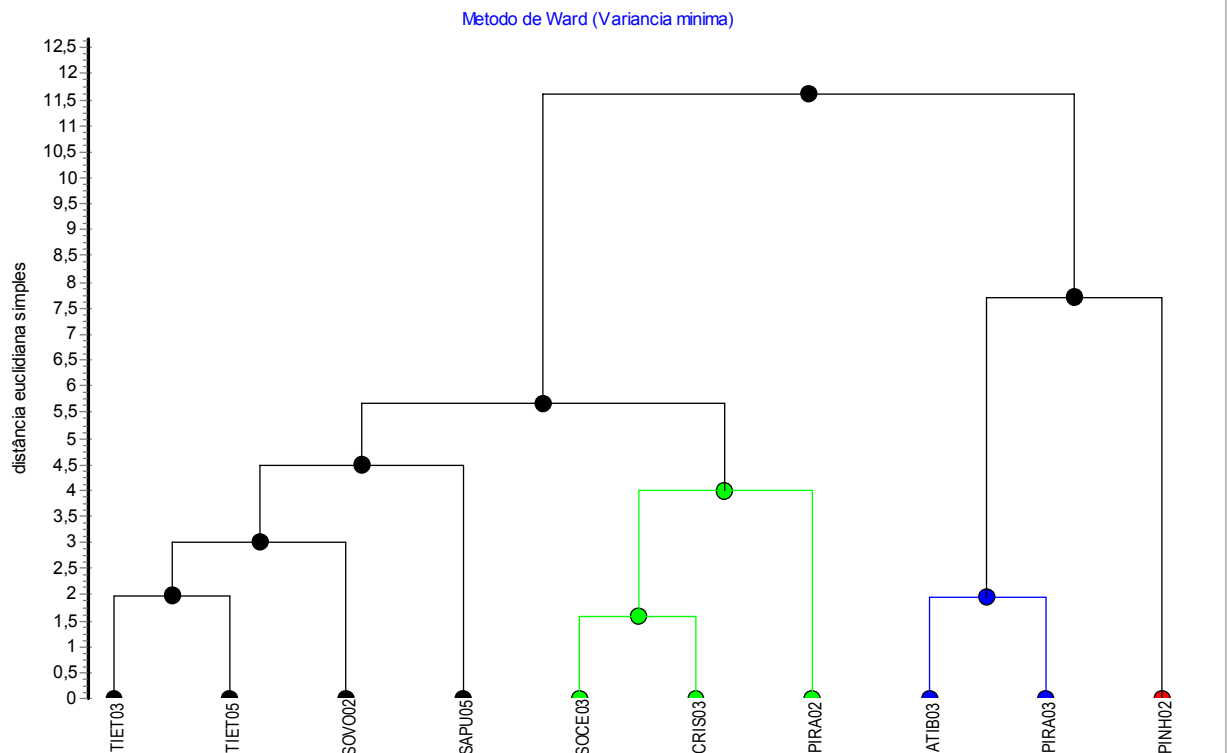 Metodo de Ward (Variancia minima)
distância euclidiana simples
12,5
12
11,5
11
10,5
10
9,5
9
8,5
8
7,5
7
6,5
6
5,5
5
4,5
4
3,5
3
2,5
2
1,5
1
0,5
0
TIET03
TIET05
SOVO02
SAPU05
SOCE03
CRIS03
PIRA02
ATIB03
PIRA03
PINH02